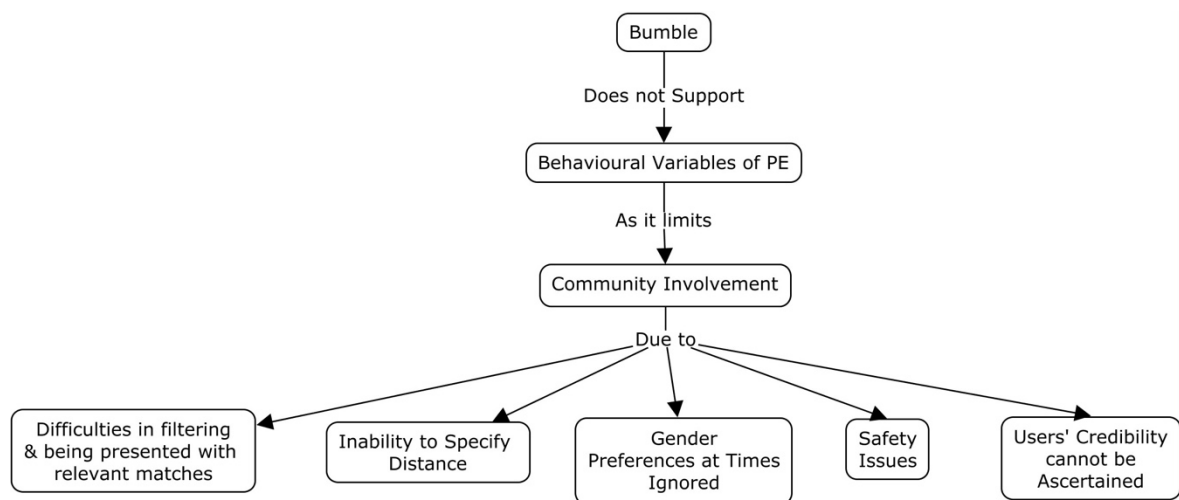 Bumble
Does not Support
Behavioural Variables of PE
As it limits
Community Involvement
Due to
Difficulties in filtering
& being presented with
relevant matches
Inability to Specify
Distance
Gender
Preferences at Times
Ignored
Safety
Issues
Users' Credibility
cannot be
Ascertained